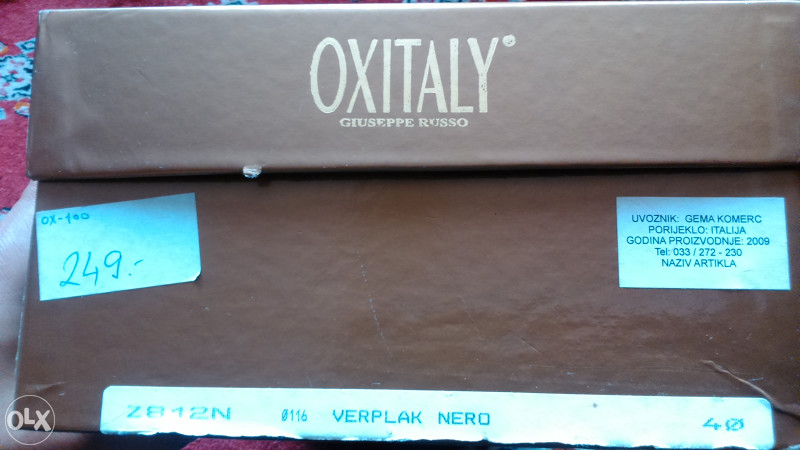 OXITALY®
GIUSEPPE RUSSO
OX-100
249.-
UVOZNIK: GEMA KOMERC
PORIJEKLO: ITALIJA
GODINA PROIZVODNJE: 2009
Tel: 033 / 272 - 230
NAZIV ARTIKLA
Z812N 0116 VERPLAK NERO 40
OLX